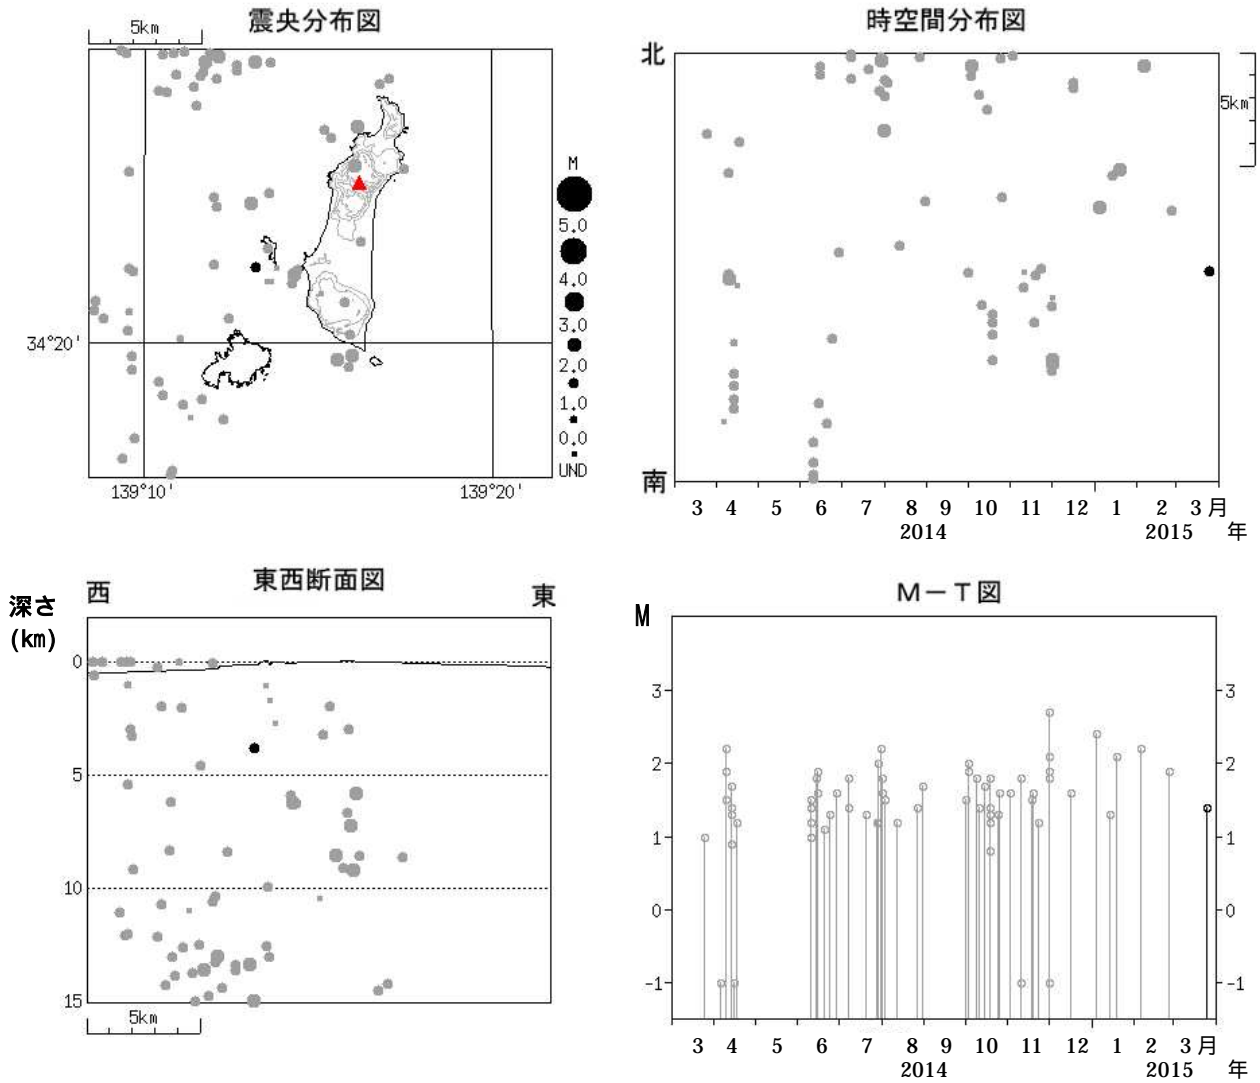 震央分布図
5km
M
5.0
4.0
3.0
2.0
1.0
0.0
UND
34°20'
139°10'
139°20'
時空間分布図
北
5km
南
3 4 5 6 7 8 9 10 11 12 1 2 3 月
2014 2015 年
東西断面図
西 東
深さ
(km)
0
5
10
15
5km
M－T図
M
3 3
2 2
1 1
0 0
-1 -1
3 4 5 6 7 8 9 10 11 12 1 2 3 月
2014 2015 年